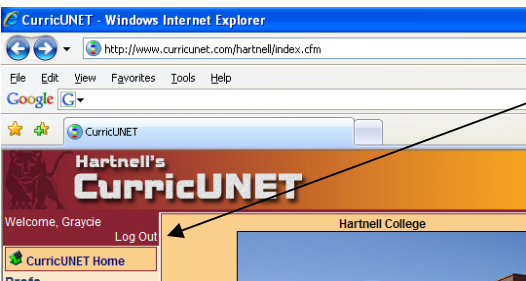 CurricUNET - Windows Internet Explorer
http://www.curricunet.com/hartnell/index.cfm
File Edit View Favorites Tools Help
Google G
CurricUNET
Hartnell's
CurricUNET
Welcome, Graycie
Log Out
Hartnell College
CurricUNET Home
Prefs